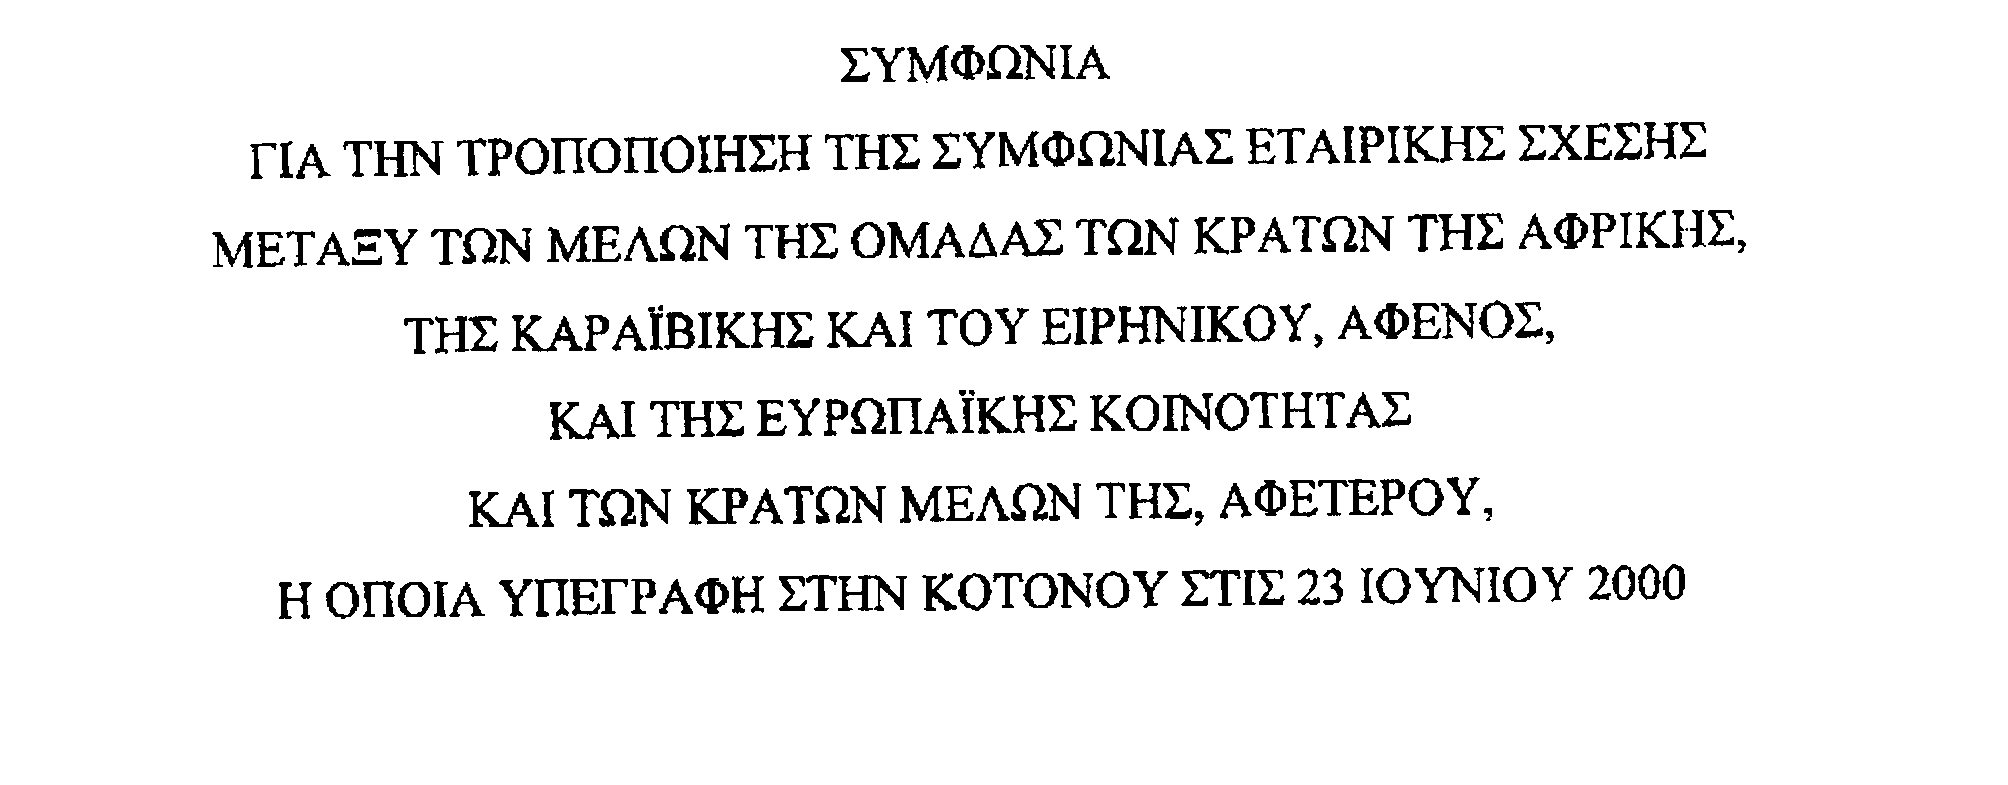 ΣΥΜΦΩΝΙΑ
ΓΙΑ ΤΗΝ ΤΡΟΠΟΠΟΙΗΣΗ ΤΗΣ ΣΥΜΦΩΝΙΑΣ ΕΤΑΙΡΙΚΗΣ ΣΧΕΣΗΣ
ΜΕΤΑΞΥ ΤΩΝ ΜΕΛΩΝ ΤΗΣ ΟΜΑΔΑΣ ΤΩΝ ΚΡΑΤΩΝ ΤΗΣ ΑΦΡΙΚΗΣ,
ΤΗΣ ΚΑΡΑΪΒΙΚΗΣ ΚΑΙ ΤΟΥ ΕΙΡΗΝΙΚΟΥ, ΑΦΕΝΟΣ,
ΚΑΙ ΤΗΣ ΕΥΡΩΠΑΪΚΗΣ ΚΟΙΝΟΤΗΤΑΣ
ΚΑΙ ΤΩΝ ΚΡΑΤΩΝ ΜΕΛΩΝ ΤΗΣ, ΑΦΕΤΕΡΟΥ,
Η ΟΠΟΙΑ ΥΠΕΓΡΑΦΗ ΣΤΗΝ ΚΟΤΟΝΟΥ ΣΤΙΣ 23 ΙΟΥΝΙΟΥ 2000